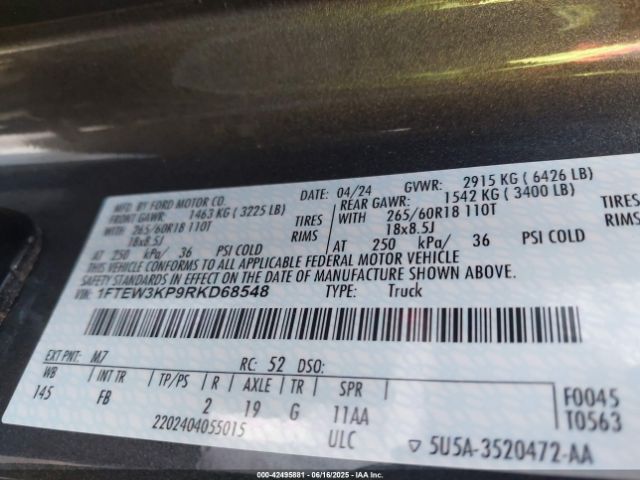 MFD. BY FORD MOTOR CO.
DATE: 04/24 GVWR: 2915 KG ( 6426 LB)
FRONT GAWR: 1463 KG ( 3225 LB) REAR GAWR: 1542 KG ( 3400 LB)
WITH 265/60R18 110T TIRES WITH 265/60R18 110T TIRES
18x8.5J RIMS 18x8.5J RIMS
AT 250 kPa/ 36 PSI COLD AT 250 kPa/ 36 PSI COLD
THIS VEHICLE CONFORMS TO ALL APPLICABLE FEDERAL MOTOR VEHICLE
SAFETY STANDARDS IN EFFECT ON THE DATE OF MANUFACTURE SHOWN ABOVE.
VIN: 1FTEW3KP9RKD68548 TYPE: Truck
EXT PNT: M7 RC: 52 DSO:
WB INT TR TP/PS R AXLE TR SPR
145 FB 2 19 G 11AA F0045
2202404055015 ULC T0563
5U5A-3520472-AA
000-42495881 - 06/16/2025 - IAA Inc.